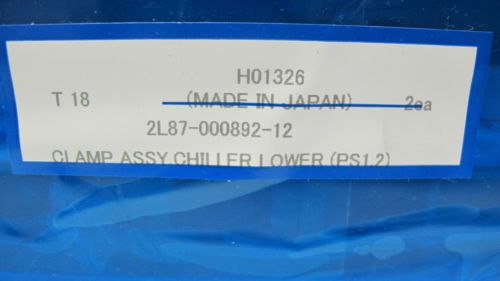 H01326
T 18 (MADE IN JAPAN) 2ea
2L87-000892-12
CLAMP ASSY CHILLER LOWER (PS1,2)